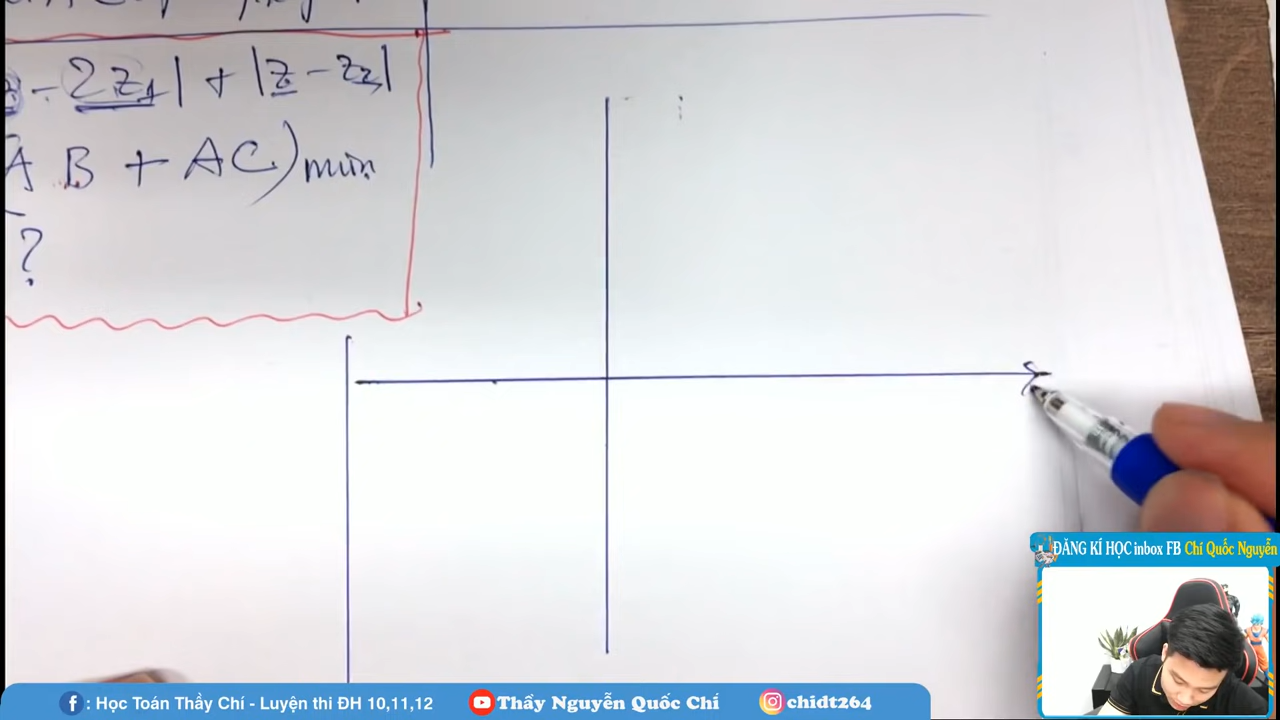 - 2z₁| + |z - z₂|
AB + AC)min
?
ĐĂNG KÍ HỌC inbox FB Chí Quốc Nguyễn
: Học Toán Thầy Chí - Luyện thi ĐH 10,11,12
Thầy Nguyễn Quốc Chí
chidt264